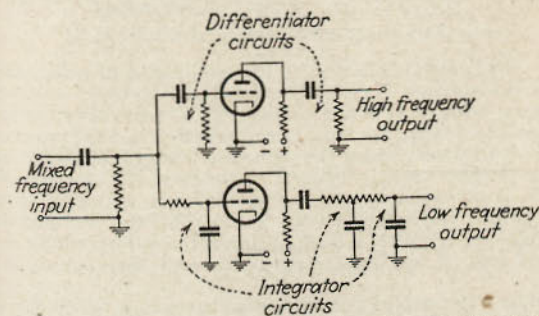 Differentiator
circuits
High frequency
output
Mixed
frequency
input
- +
Low frequency
output
- +
Integrator
circuits